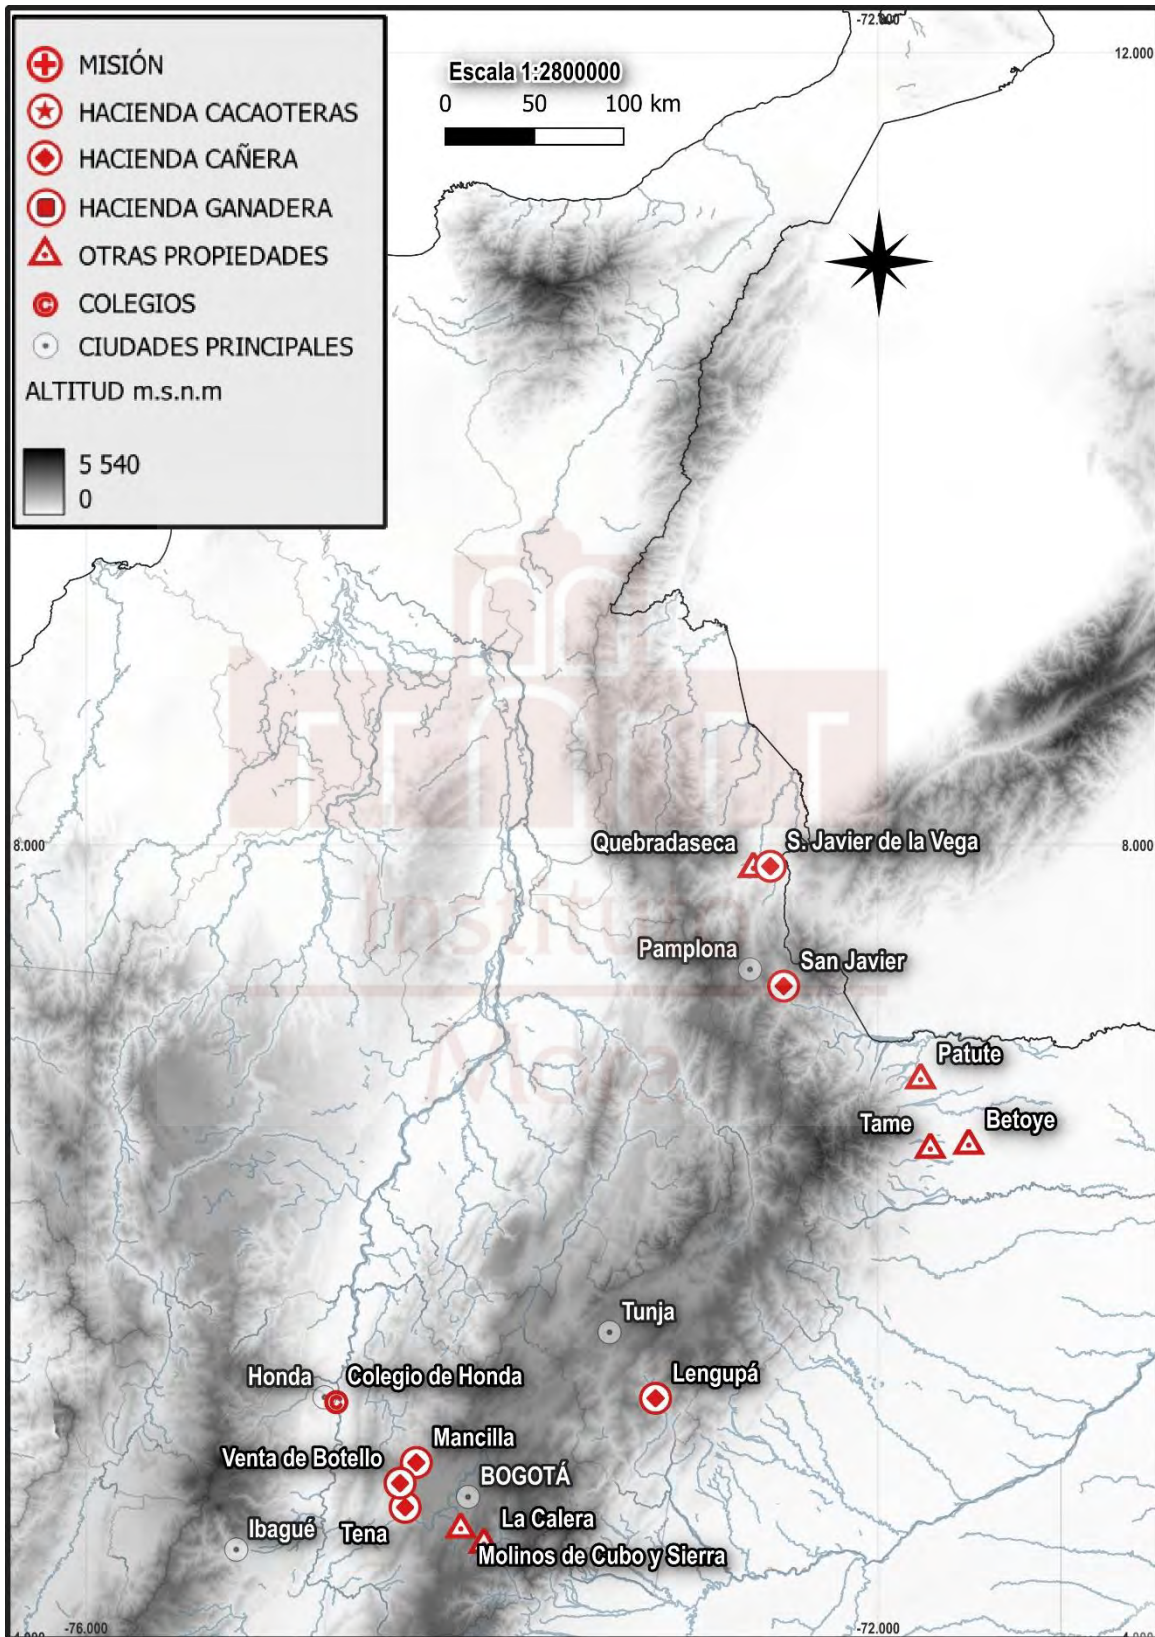 -72.000
12.000
MISIÓN
HACIENDA CACAOTERAS
HACIENDA CAÑERA
HACIENDA GANADERA
OTRAS PROPIEDADES
© COLEGIOS
CIUDADES PRINCIPALES
ALTITUD m.s.n.m
5 540
0
Escala 1:2800000
0 50 100 km
8.000
Quebradaseca
S. Javier de la Vega
8.000
Instituto
Mora
Pamplona
San Javier
Patute
Tame
Betoye
Tunja
Honda
Colegio de Honda
©
Lengupá
Mancilla
Venta de Botello
BOGOTÁ
Tena
La Calera
Ibagué
Molinos de Cubo y Sierra
-76.000
-72.000